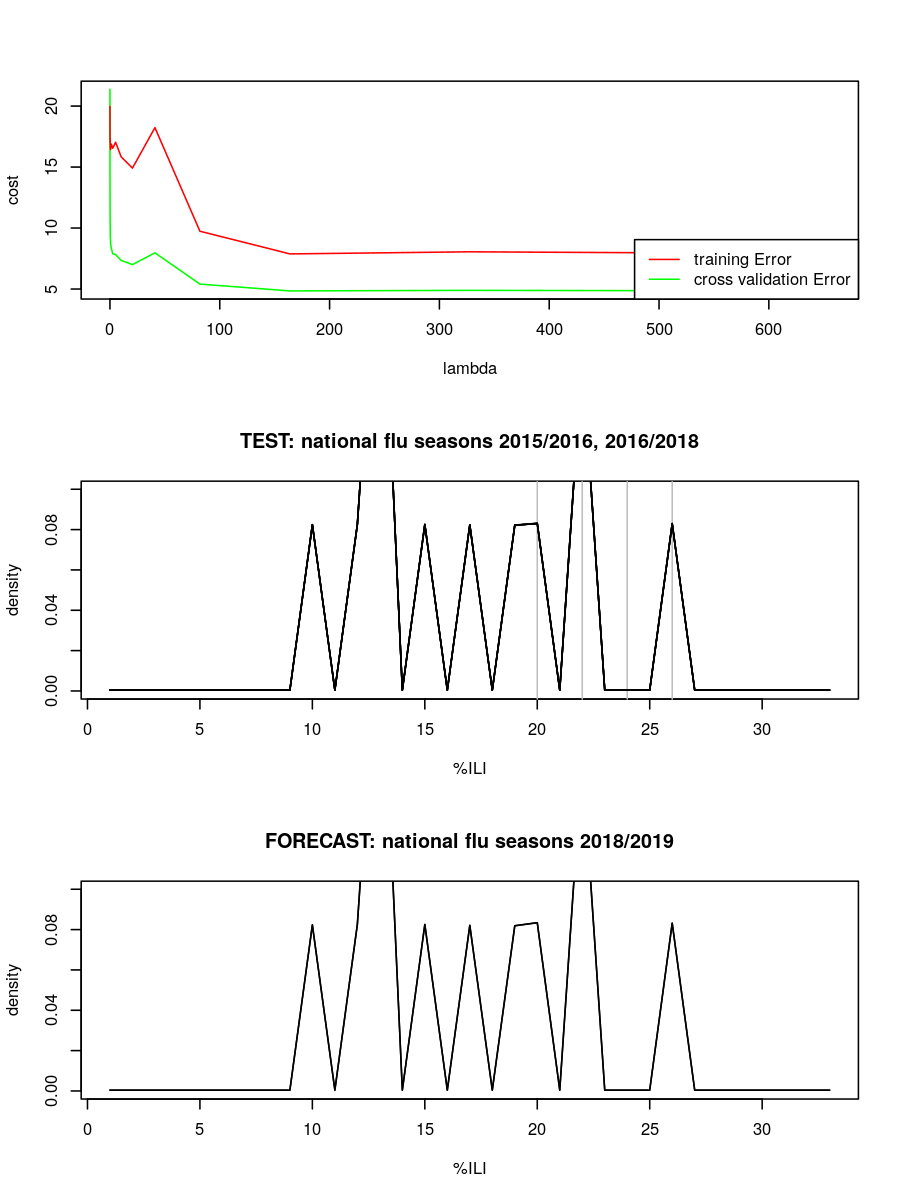 20
15
10
5
cost
training Error
cross validation Error
0 100 200 300 400 500 600
lambda
TEST: national flu seasons 2015/2016, 2016/2018
0.08
0.04
0.00
density
0 5 10 15 20 25 30
%ILI
FORECAST: national flu seasons 2018/2019
0.08
0.04
0.00
density
0 5 10 15 20 25 30
%ILI